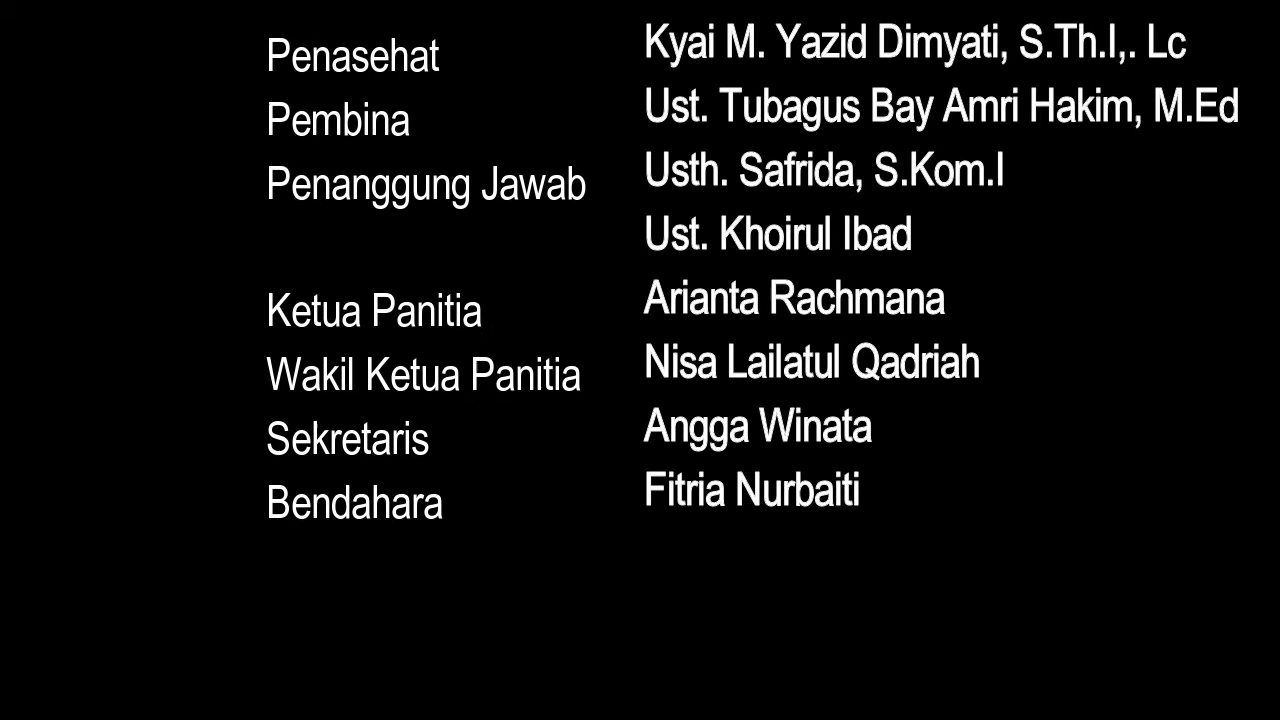 Penasehat Kyai M. Yazid Dimyati, S.Th.I,. Lc
Pembina Ust. Tubagus Bay Amri Hakim, M.Ed
Penanggung Jawab Usth. Safrida, S.Kom.I
Ust. Khoirul Ibad
Ketua Panitia Arianta Rachmana
Wakil Ketua Panitia Nisa Lailatul Qadriah
Sekretaris Angga Winata
Bendahara Fitria Nurbaiti